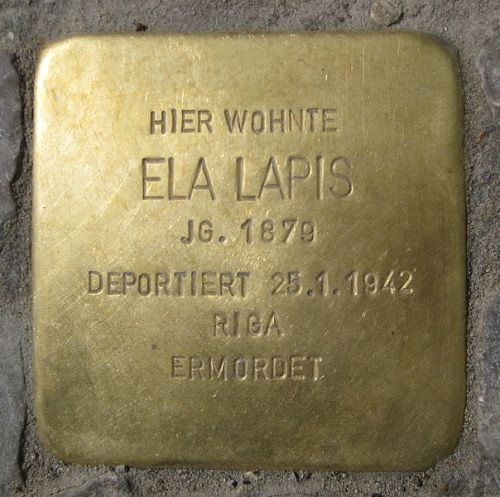 HIER WOHNTE
ELA LAPIS
JG. 1879
DEPORTIERT 25.1.1942
RIGA
ERMORDET